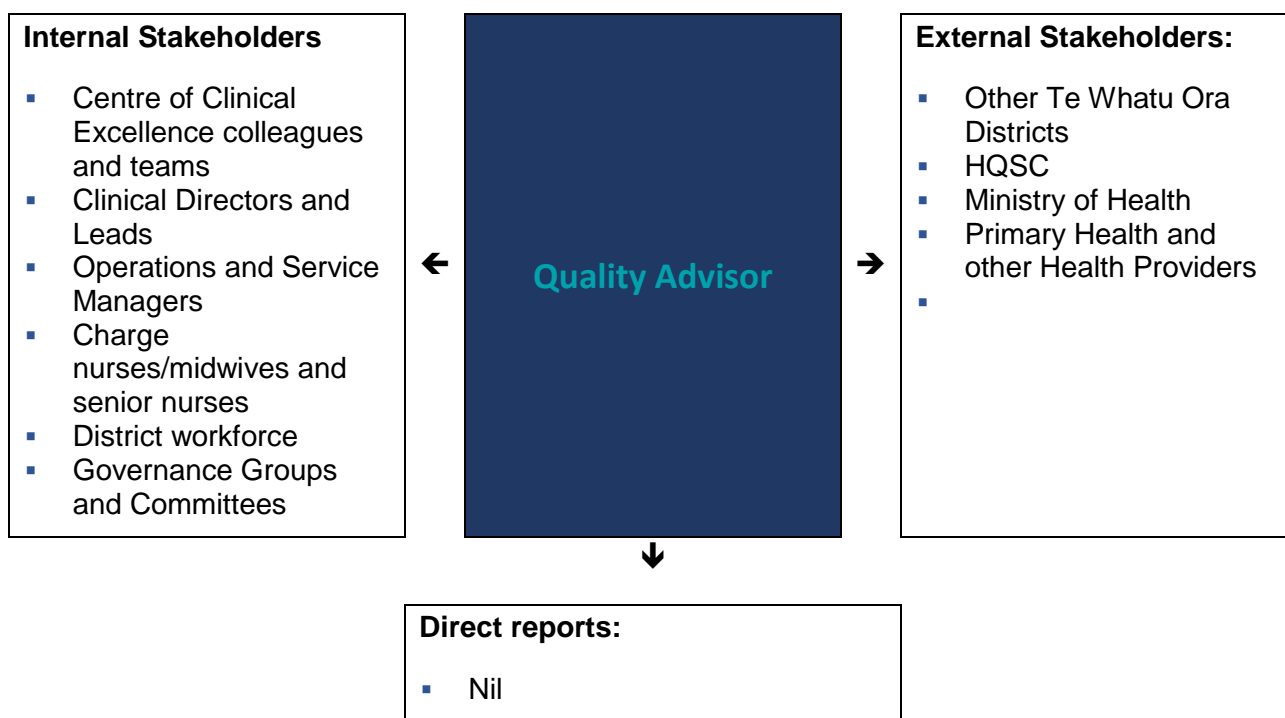 Internal Stakeholders
▪ Centre of Clinical
Excellence colleagues
and teams
▪ Clinical Directors and
Leads
▪ Operations and Service
Managers
▪ Charge
nurses/midwives and
senior nurses
▪ District workforce
▪ Governance Groups
and Committees
Quality Advisor
External Stakeholders:
▪ Other Te Whatu Ora
Districts
▪ HQSC
▪ Ministry of Health
▪ Primary Health and
other Health Providers
▪
Direct reports:
▪ Nil